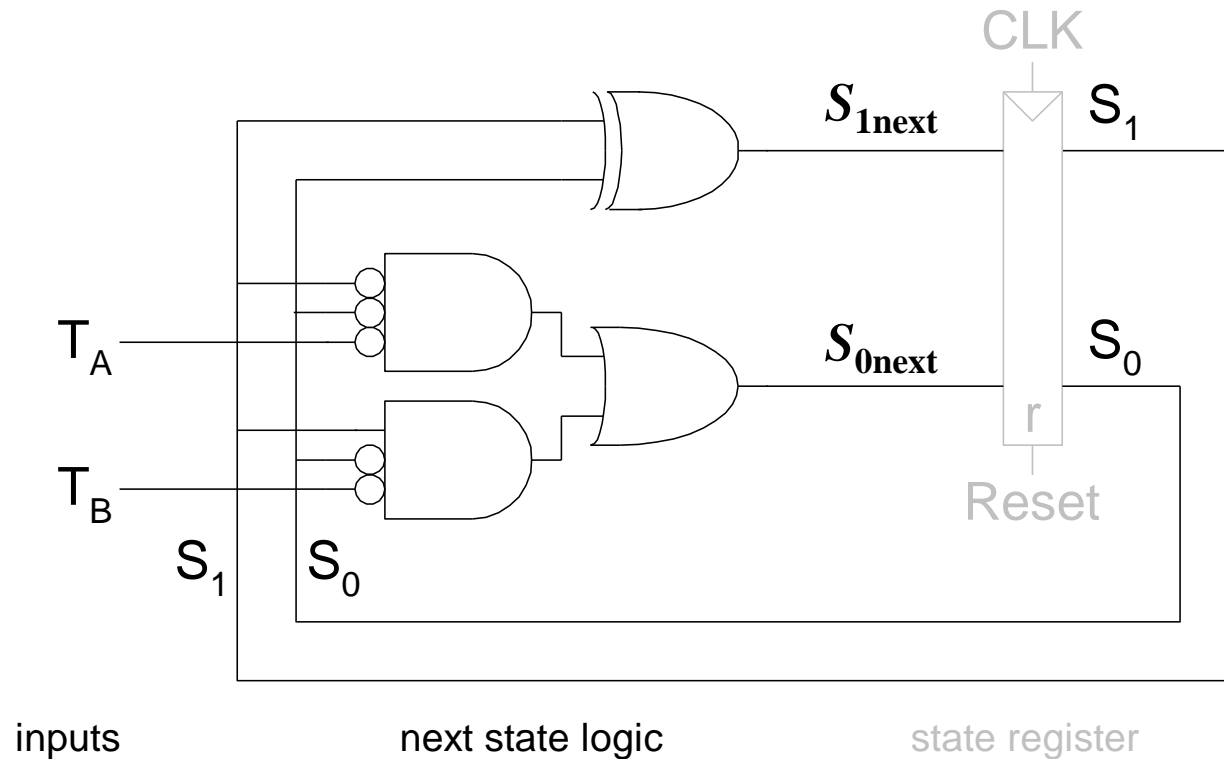 CLK
S1next
S1
TA
S0next
S0
r
TB
Reset
S1
S0
inputs
next state logic
state register